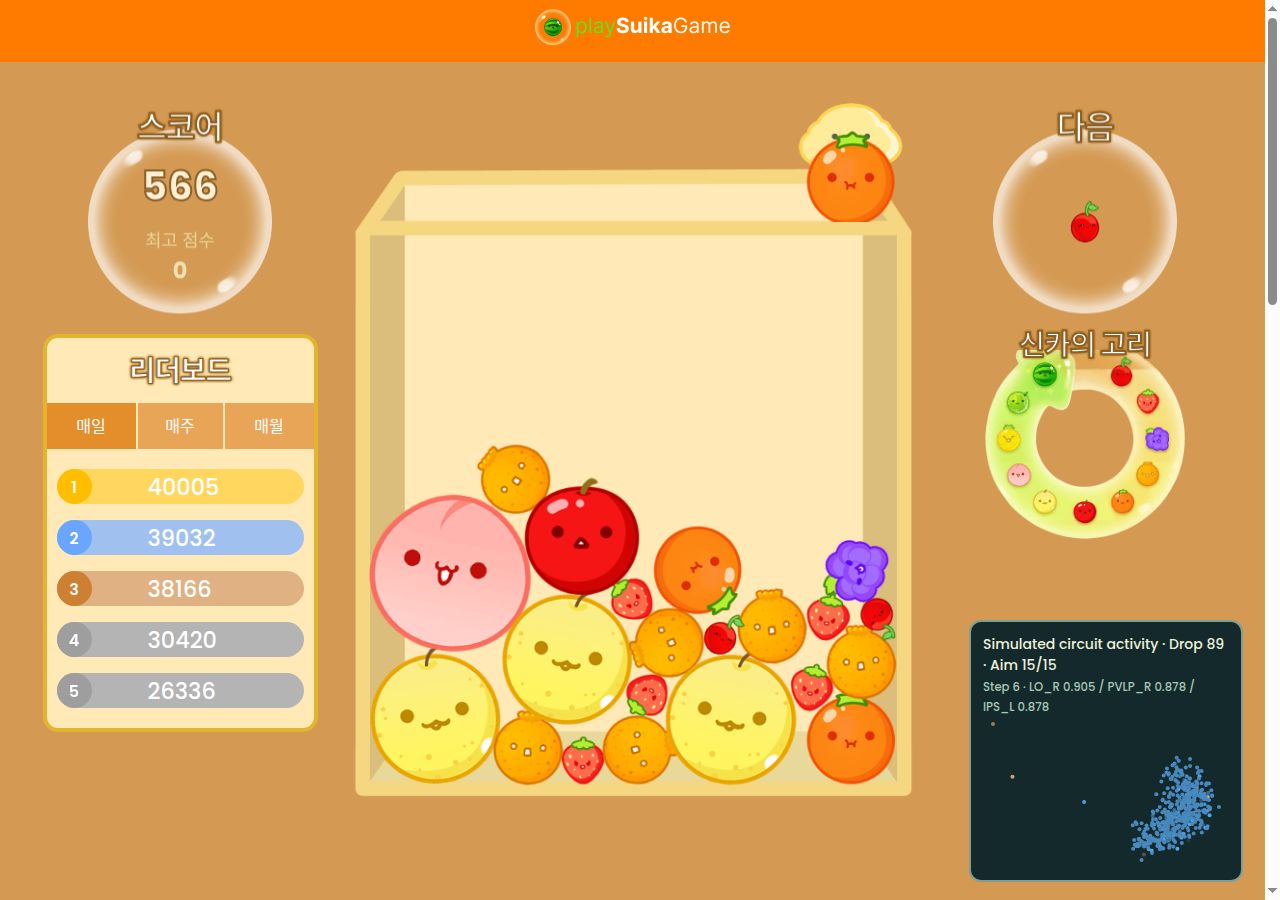 playSuikaGame
스코어
566
최고 점수
0
다음
신카의 고리
리더보드
매일
매주
매월
1 40005
2 39032
3 38166
4 30420
5 26336
Simulated circuit activity · Drop 89
· Aim 15/15
Step 6 · LO_R 0.905 / PVLP_R 0.878 /
IPS_L 0.878